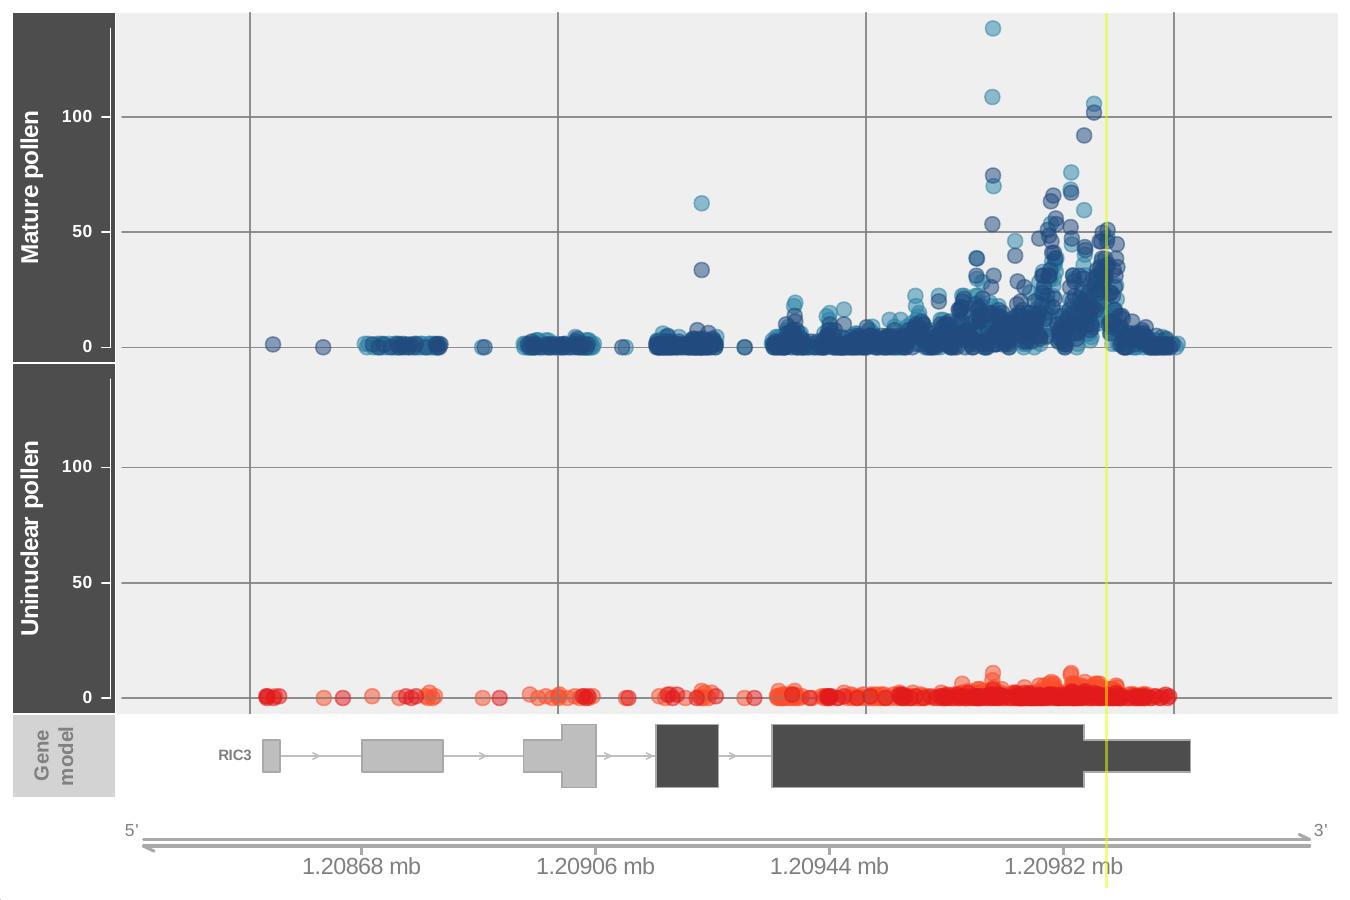 Mature pollen
100
50
0
Uninuclear pollen
100
50
0
Gene
model
RIC3
5'
3'
1.20868 mb
1.20906 mb
1.20944 mb
1.20982 mb